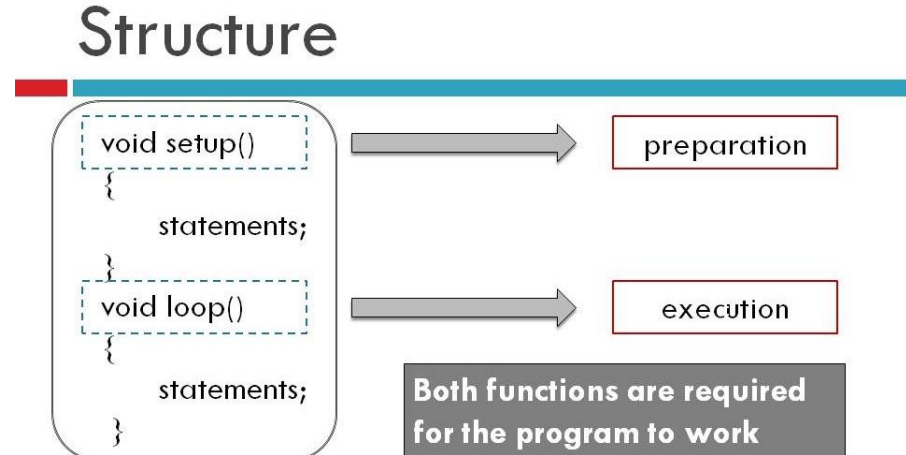 Structure
void setup()
preparation
{
statements;
}
void loop()
execution
{
statements;
}
Both functions are required
for the program to work